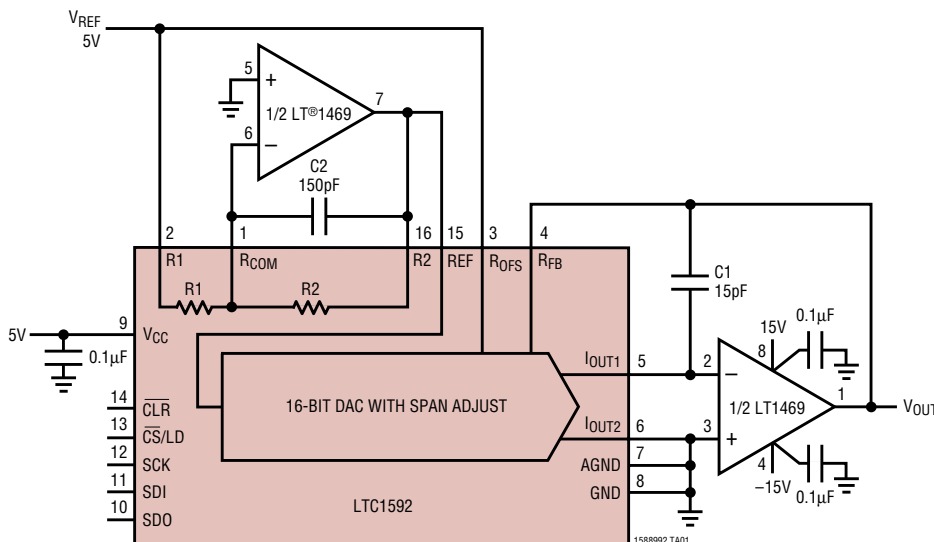 VREF
5V
5
+
7
1/2 LT®1469
6
–
C2
150pF
2
1
16
15
3
4
R1
RCOM
R2
REF
ROFS
RFB
R1
R2
C1
15pF
5V
9
VCC
0.1µF
15V
0.1µF
8
IOUT1
5
2
–
16-BIT DAC WITH SPAN ADJUST
1/2 LT1469
1
VOUT
14
CLR
13
CS/LD
12
SCK
11
SDI
10
SDO
IOUT2
6
3
+
AGND
7
GND
8
4
–15V
0.1µF
LTC1592
1588992 TA01